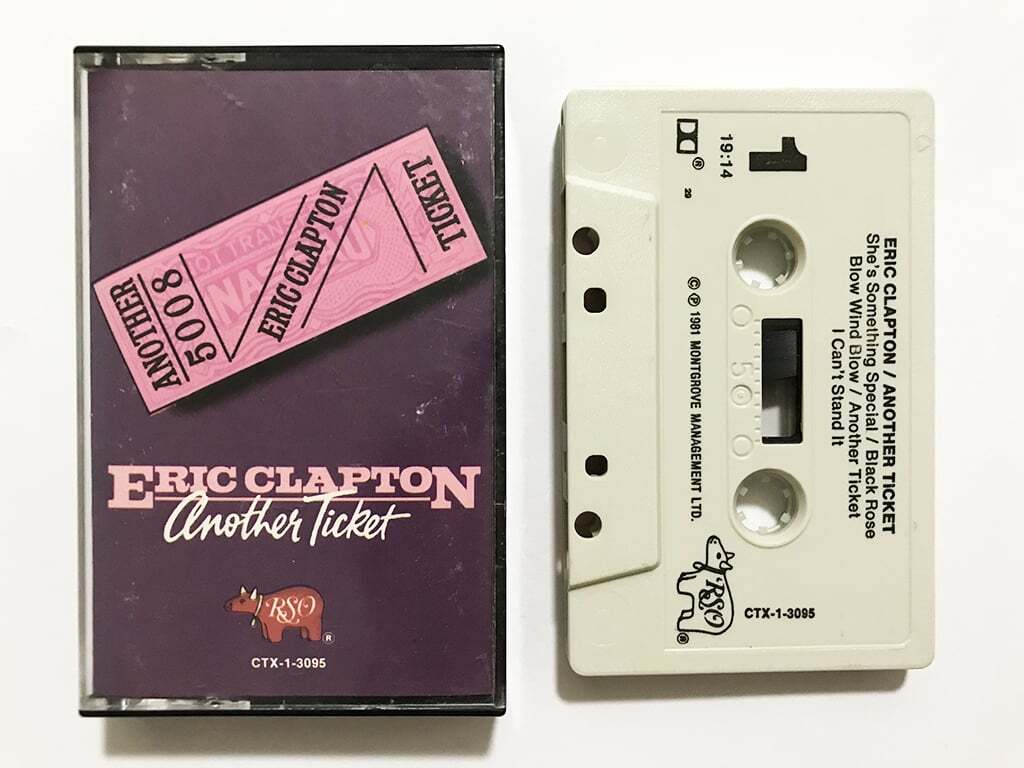 ANOTHER
5008
ERIC CLAPTON
TICKET
ERIC CLAPTON
Another Ticket
RSO
®
CTX-1-3095
1
19:14
®
29
ERIC CLAPTON / ANOTHER TICKET
She's Something Special / Black Rose
Blow Wind Blow / Another Ticket
I Can't Stand It
© ℗ 1981 MONTGROVE MANAGEMENT LTD.
50
RSO
®
CTX-1-3095